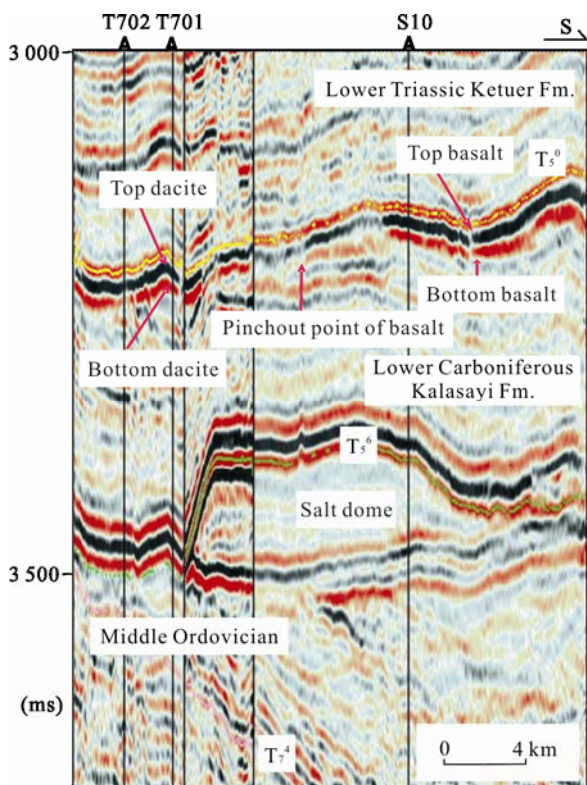 T702 T701 S10 S
3 000
Lower Triassic Ketuer Fm.
Top basalt
T₅⁰
Top dacite
Bottom basalt
Pinchout point of basalt
Bottom dacite
Lower Carboniferous
Kalasayi Fm.
T₅⁶
Salt dome
3 500
Middle Ordovician
(ms)
T₇⁴
0 4 km